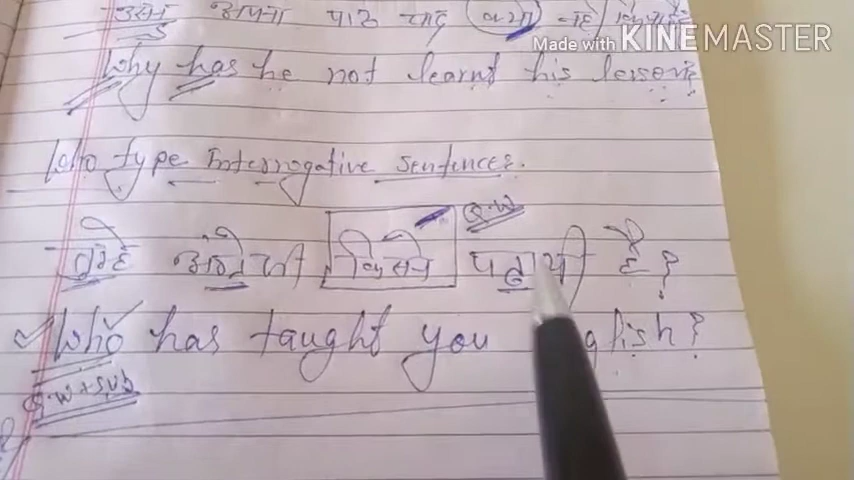 उसने अपना पाठ याद क्यों नहीं किया है
Made with KINEMASTER
Why has he not learnt his lesson?
Who type Interrogative Sentences.
Q.W
तुम्हें अंग्रेजी किसने पढ़ायी है?
Who has taught you English?
Q.W + Sub